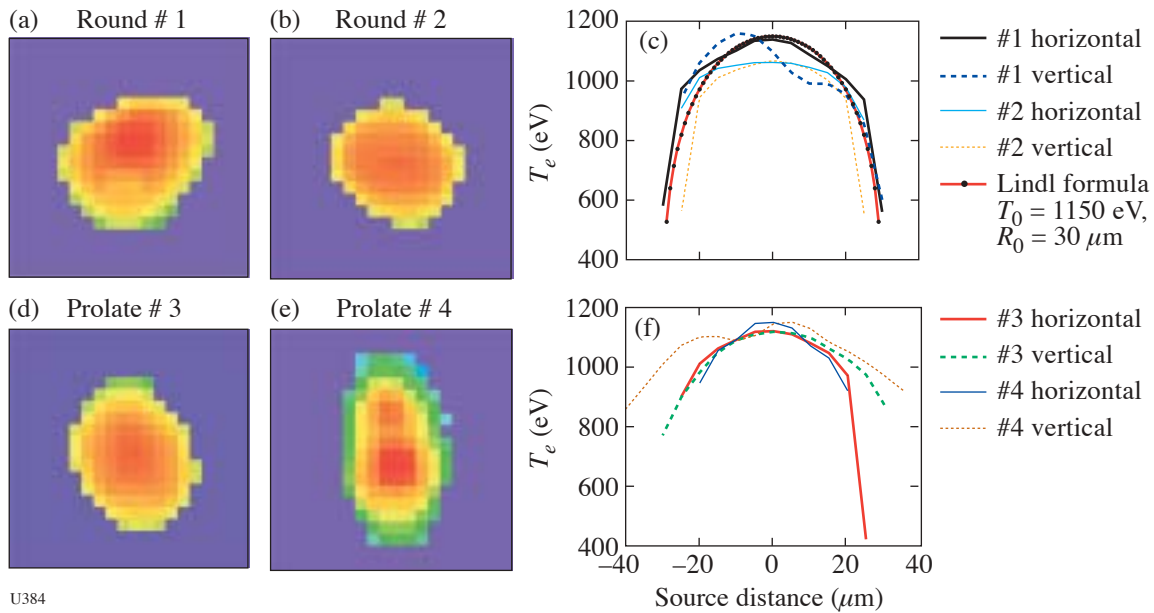 (a) Round # 1
(b) Round # 2
(c)
1200
1000
800
600
400
T_e (eV)
#1 horizontal
#1 vertical
#2 horizontal
#2 vertical
Lindl formula
T_0 = 1150 eV,
R_0 = 30 μm
(d) Prolate # 3
(e) Prolate # 4
(f)
1200
1000
800
600
400
T_e (eV)
–40 –20 0 20 40
Source distance (μm)
#3 horizontal
#3 vertical
#4 horizontal
#4 vertical
U384